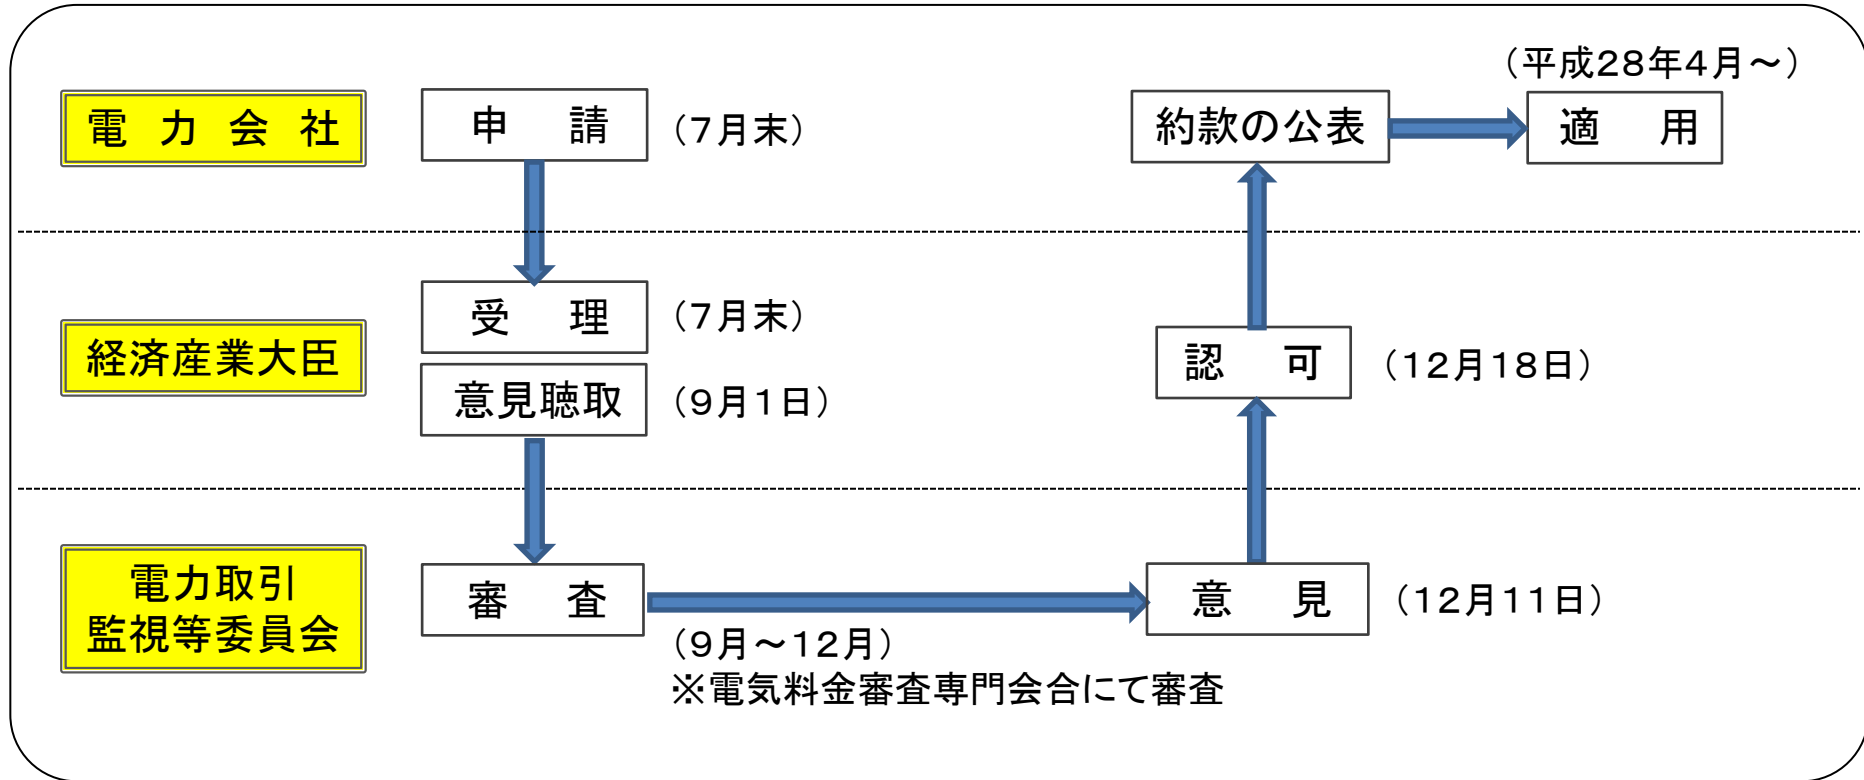 (平成28年4月～)
電力会社
申請
(7月末)
約款の公表
適用
経済産業大臣
受理
(7月末)
意見聴取
(9月1日)
認可
(12月18日)
電力取引
監視等委員会
審査
(9月～12月)
※電気料金審査専門会合にて審査
意見
(12月11日)